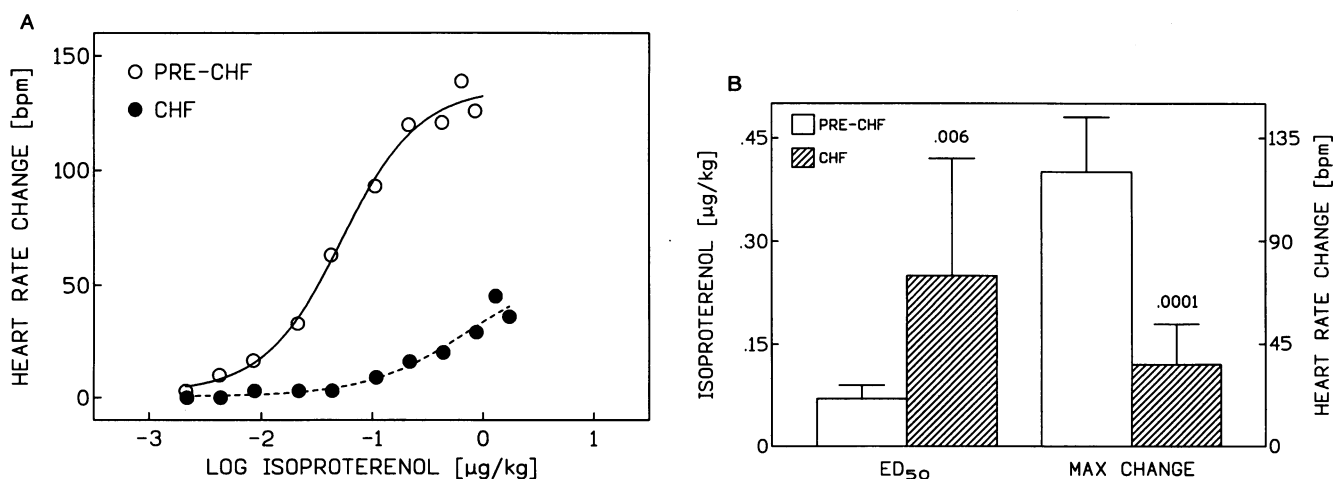 A
HEART RATE CHANGE [bpm]
150
100
50
0
PRE-CHF
CHF
-3 -2 -1 0 1
LOG ISOPROTERENOL [µg/kg]
B
ISOPROTERENOL [µg/kg]
.45
.30
.15
0
PRE-CHF
CHF
.006
.0001
135
90
45
0
HEART RATE CHANGE [bpm]
ED50 MAX CHANGE